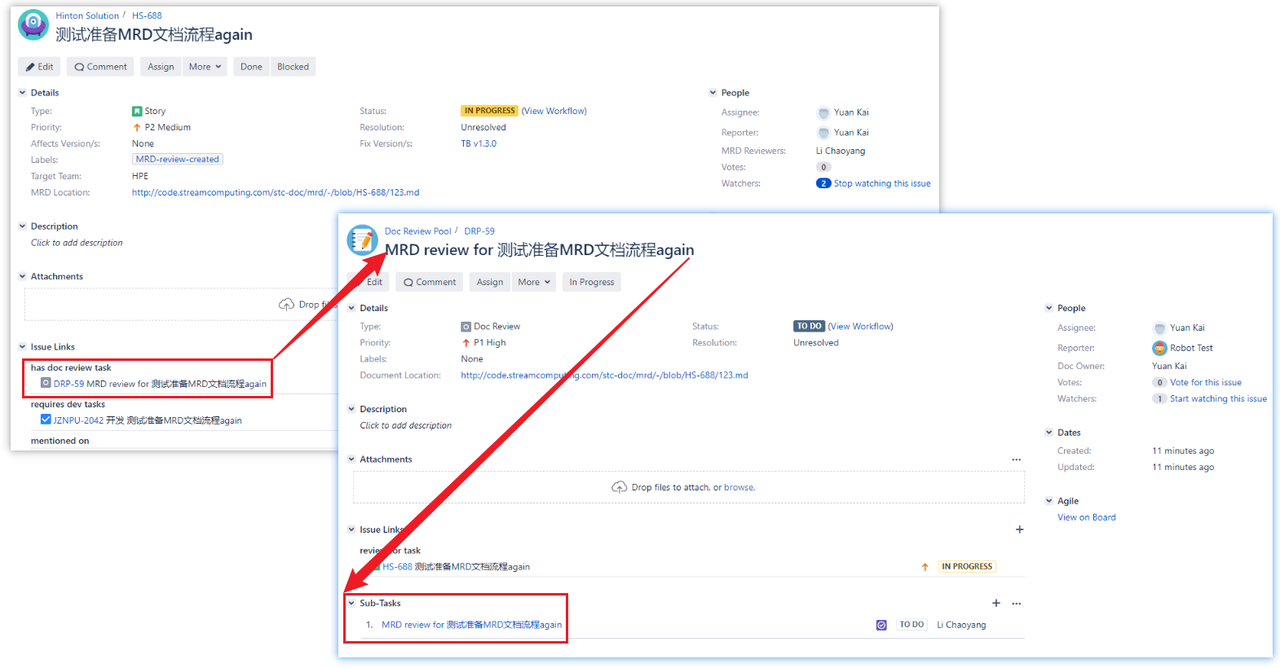 Hinton Solution / HS-688
测试准备MRD文档流程again
Edit Comment Assign More Done Blocked
Details
Type: Story
Priority: P2 Medium
Affects Version/s: None
Labels: MRD-review-created
Target Team: HPE
MRD Location: http://code.streamcomputing.com/stc-doc/mrd/-/blob/HS-688/123.md
Status: IN PROGRESS (View Workflow)
Resolution: Unresolved
Fix Version/s: TB v1.3.0
People
Assignee: Yuan Kai
Reporter: Yuan Kai
MRD Reviewers: Li Chaoyang
Votes: 0
Watchers: 2 Stop watching this issue
Description
Click to add description
Attachments
Drop
Issue Links
has doc review task
DRP-59 MRD review for 测试准备MRD文档流程again
requires dev tasks
JZNPU-2042 开发 测试准备MRD文档流程again
mentioned on
Doc Review Pool / DRP-59
MRD review for 测试准备MRD文档流程again
Edit Comment Assign More In Progress
Details
Type: Doc Review
Priority: P1 High
Labels: None
Document Location: http://code.streamcomputing.com/stc-doc/mrd/-/blob/HS-688/123.md
Status: TO DO (View Workflow)
Resolution: Unresolved
People
Assignee: Yuan Kai
Reporter: Robot Test
Doc Owner: Yuan Kai
Votes: 0 Vote for this issue
Watchers: 1 Start watching this issue
Description
Click to add description
Dates
Created: 11 minutes ago
Updated: 11 minutes ago
Attachments
Drop files to attach, or browse.
Agile
View on Board
Issue Links
task
HS-688 测试准备MRD文档流程again IN PROGRESS
Sub-Tasks
1. MRD review for 测试准备MRD文档流程again TO DO Li Chaoyang